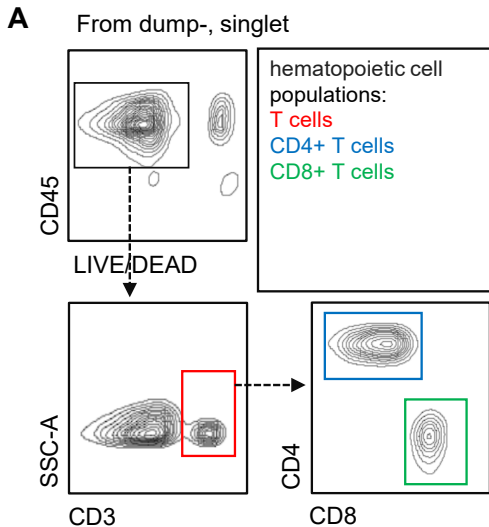 A
From dump-, singlet
hematopoietic cell
populations:
T cells
CD4+ T cells
CD8+ T cells
CD45
LIVE/DEAD
SSC-A
CD3
CD4
CD8